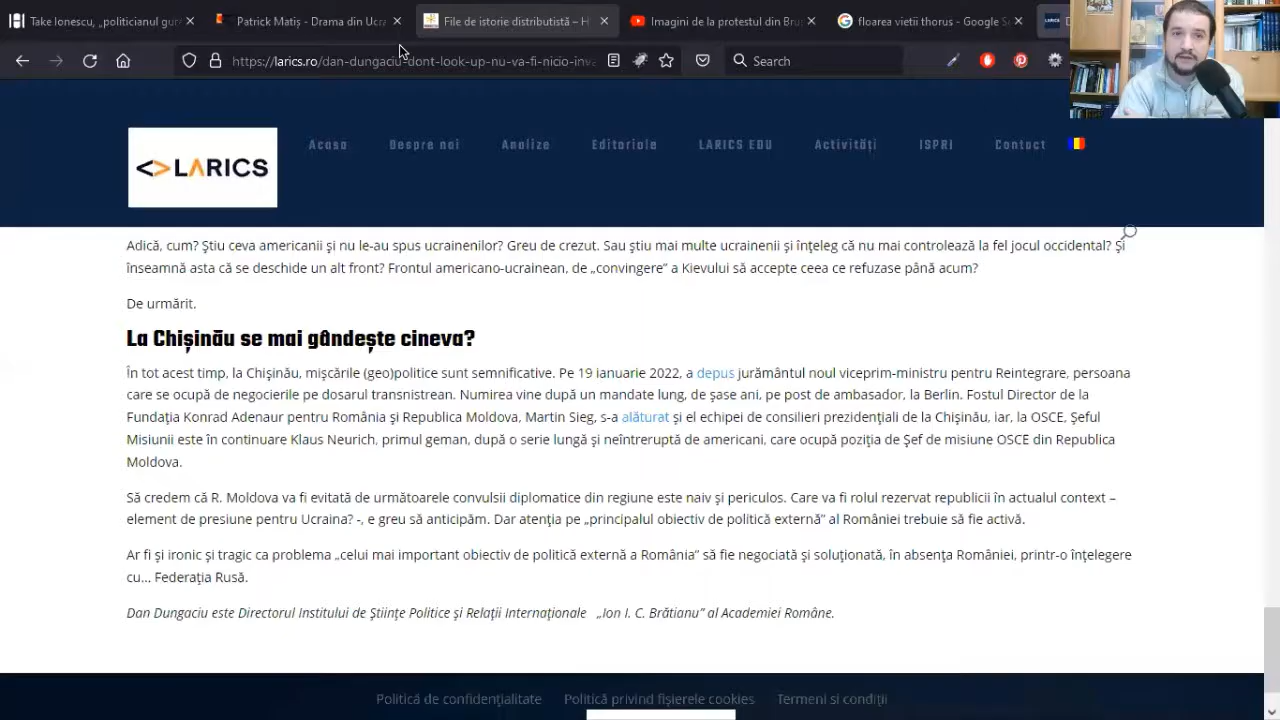 Take Ionescu, „politicianul gur
Patrick Matiș - Drama din Ucra
File de istorie distributistă – H
Imagini de la protestul din Bru
floarea vietii thorus - Google S
https://larics.ro/dan-dungaciu-dont-look-up-nu-va-fi-nicio-inva
Search
<>LARICS
Acasa
Despre noi
Analize
Editoriale
LARICS EDU
Activități
ISPRI
Contact
Adică, cum? Ştiu ceva americanii şi nu le-au spus ucrainenilor? Greu de crezut. Sau ştiu mai multe ucrainenii şi înţeleg că nu mai controlează la fel jocul occidental? Şi
înseamnă asta că se deschide un alt front? Frontul americano-ucrainean, de „convingere” a Kievului să accepte ceea ce refuzase până acum?
De urmărit.
La Chişinău se mai gândeşte cineva?
În tot acest timp, la Chişinău, mişcările (geo)politice sunt semnificative. Pe 19 ianuarie 2022, a depus jurământul noul viceprim-ministru pentru Reintegrare, persoana
care se ocupă de negocierile pe dosarul transnistrean. Numirea vine după un mandate lung, de şase ani, pe post de ambasador, la Berlin. Fostul Director de la
Fundaţia Konrad Adenaur pentru România şi Republica Moldova, Martin Sieg, s-a alăturat şi el echipei de consilieri prezidenţiali de la Chişinău, iar, la OSCE, Şeful
Misiunii este în continuare Klaus Neurich, primul geman, după o serie lungă şi neîntreruptă de americani, care ocupă poziţia de Şef de misiune OSCE din Republica
Moldova.
Să credem că R. Moldova va fi evitată de următoarele convulsii diplomatice din regiune este naiv şi periculos. Care va fi rolul rezervat republicii în actualul context –
element de presiune pentru Ucraina? -, e greu să anticipăm. Dar atenţia pe „principalul obiectiv de politică externă” al României trebuie să fie activă.
Ar fi şi ironic şi tragic ca problema „celui mai important obiectiv de politică externă a România” să fie negociată şi soluţionată, în absenţa României, printr-o înţelegere
cu… Federaţia Rusă.
Dan Dungaciu este Directorul Institului de Ştiinţe Politice şi Relaţii Internaţionale „Ion I. C. Brătianu” al Academiei Române.
Politică de confidențialitate
Politică privind fișierele cookies
Termeni si condiții